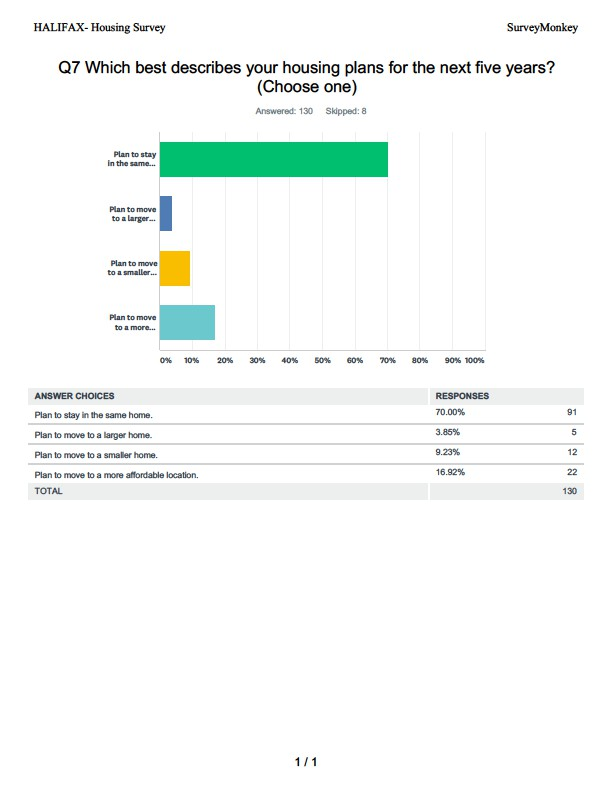 HALIFAX- Housing Survey SurveyMonkey
Q7 Which best describes your housing plans for the next five years?
(Choose one)
Answered: 130 Skipped: 8
Plan to stay
in the same...
Plan to move
to a larger...
Plan to move
to a smaller...
Plan to move
to a more...
0% 10% 20% 30% 40% 50% 60% 70% 80% 90% 100%
ANSWER CHOICES RESPONSES
Plan to stay in the same home. 70.00% 91
Plan to move to a larger home. 3.85% 5
Plan to move to a smaller home. 9.23% 12
Plan to move to a more affordable location. 16.92% 22
TOTAL 130
1 / 1